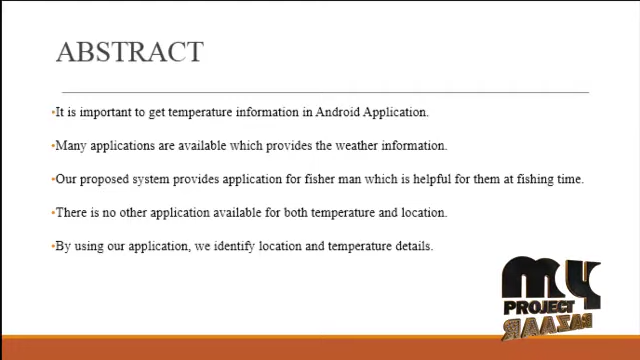 ABSTRACT
•It is important to get temperature information in Android Application.
•Many applications are available which provides the weather information.
•Our proposed system provides application for fisher man which is helpful for them at fishing time.
•There is no other application available for both temperature and location.
•By using our application, we identify location and temperature details.
my
PROJECT
BAZAAR